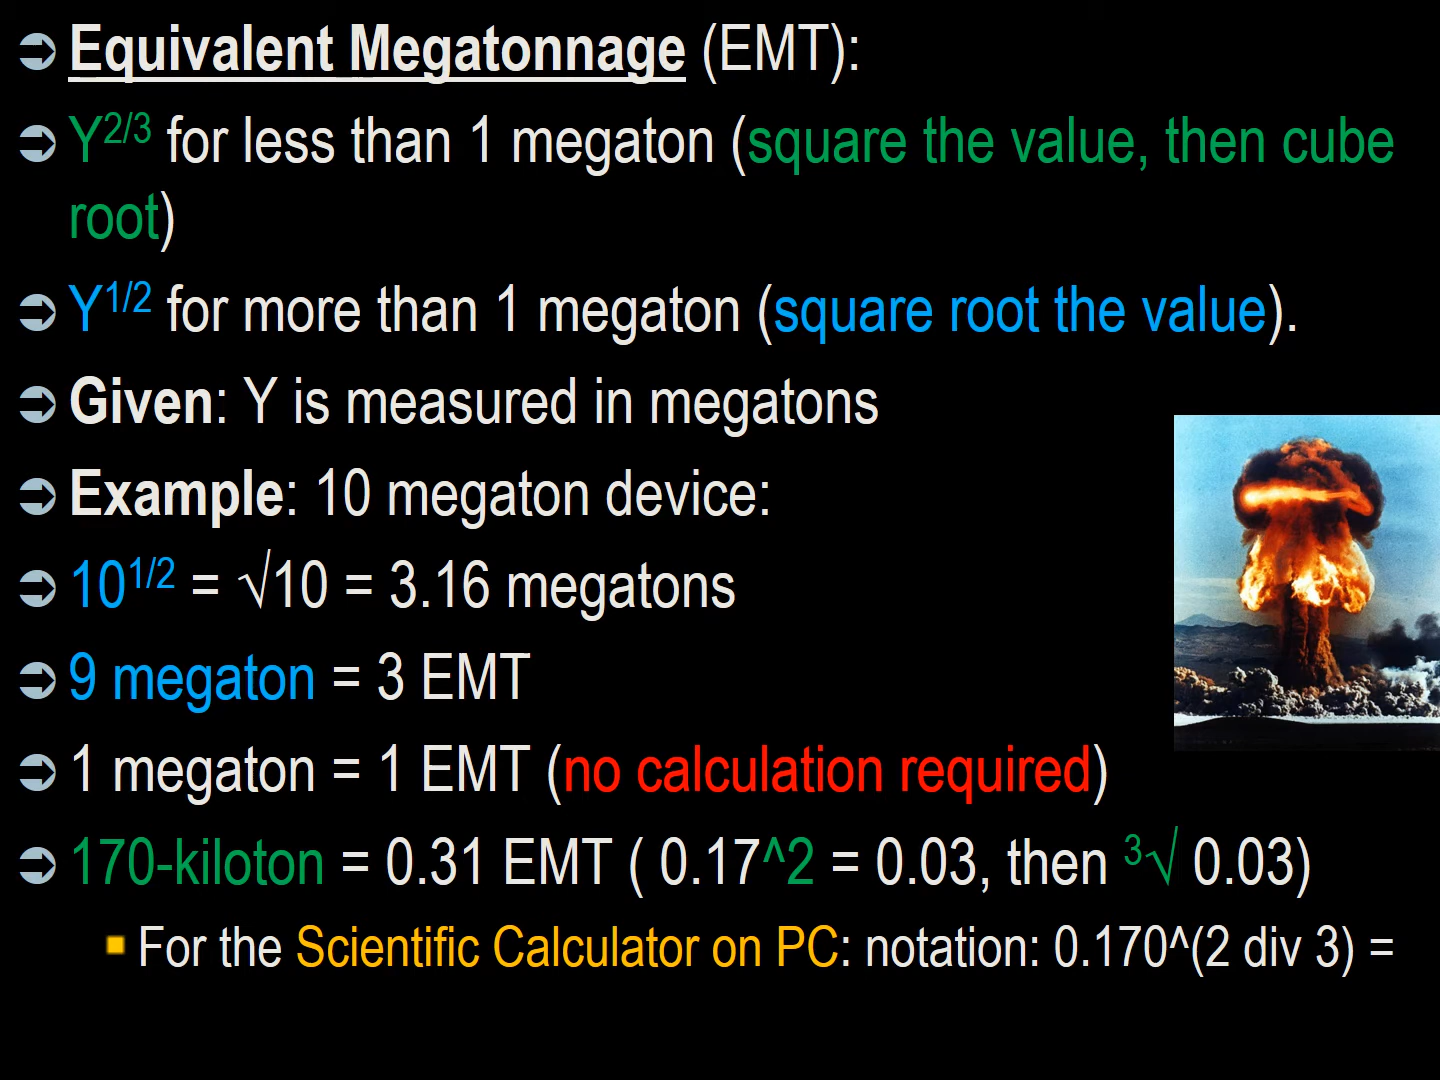 Equivalent Megatonnage (EMT):
Y2/3 for less than 1 megaton (square the value, then cube
root)
Y1/2 for more than 1 megaton (square root the value).
Given: Y is measured in megatons
Example: 10 megaton device:
101/2 = √10 = 3.16 megatons
9 megaton = 3 EMT
1 megaton = 1 EMT (no calculation required)
170-kiloton = 0.31 EMT ( 0.17^2 = 0.03, then 3√ 0.03)
For the Scientific Calculator on PC: notation: 0.170^(2 div 3) =